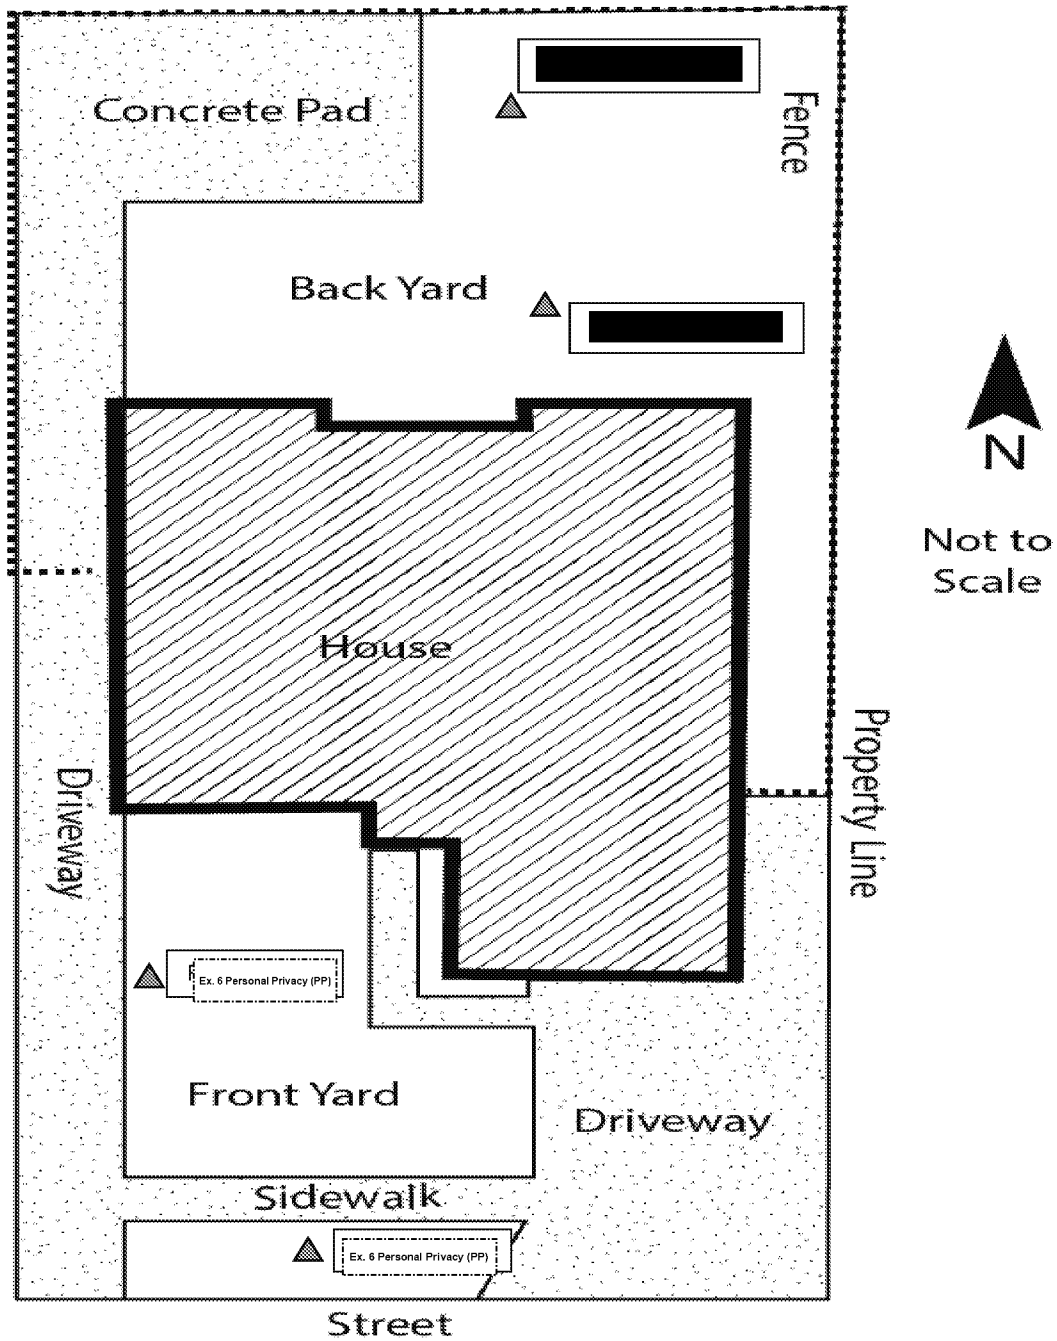 Concrete Pad
Fence
Back Yard
N
Not to
Scale
House
Property Line
Driveway
Ex. 6 Personal Privacy (PP)
Front Yard
Driveway
Sidewalk
Ex. 6 Personal Privacy (PP)
Street